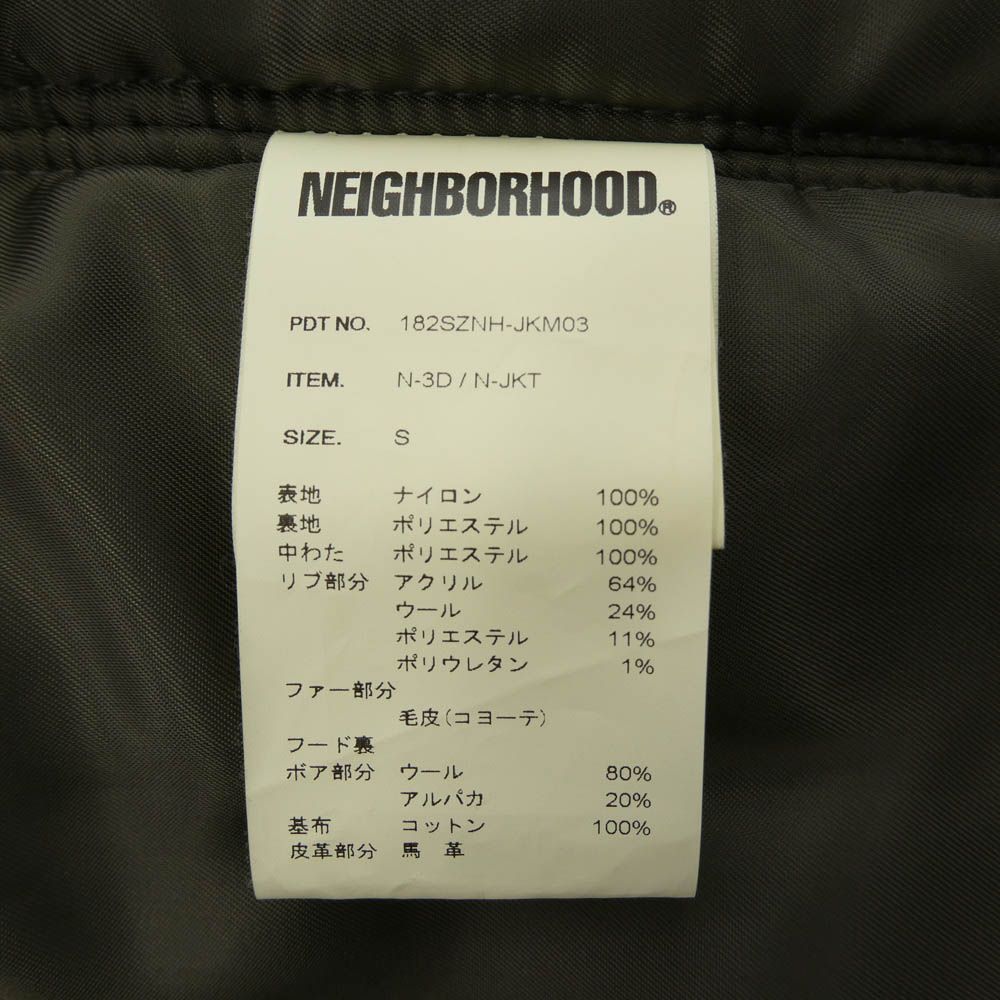 NEIGHBORHOOD®
PDT NO. 182SZNH-JKM03
ITEM. N-3D / N-JKT
SIZE. S
表地 ナイロン 100%
裏地 ポリエステル 100%
中わた ポリエステル 100%
リブ部分 アクリル 64%
ウール 24%
ポリエステル 11%
ポリウレタン 1%
ファー部分
毛皮(コヨーテ)
フード裏
ボア部分 ウール 80%
アルパカ 20%
基布 コットン 100%
皮革部分 馬 革